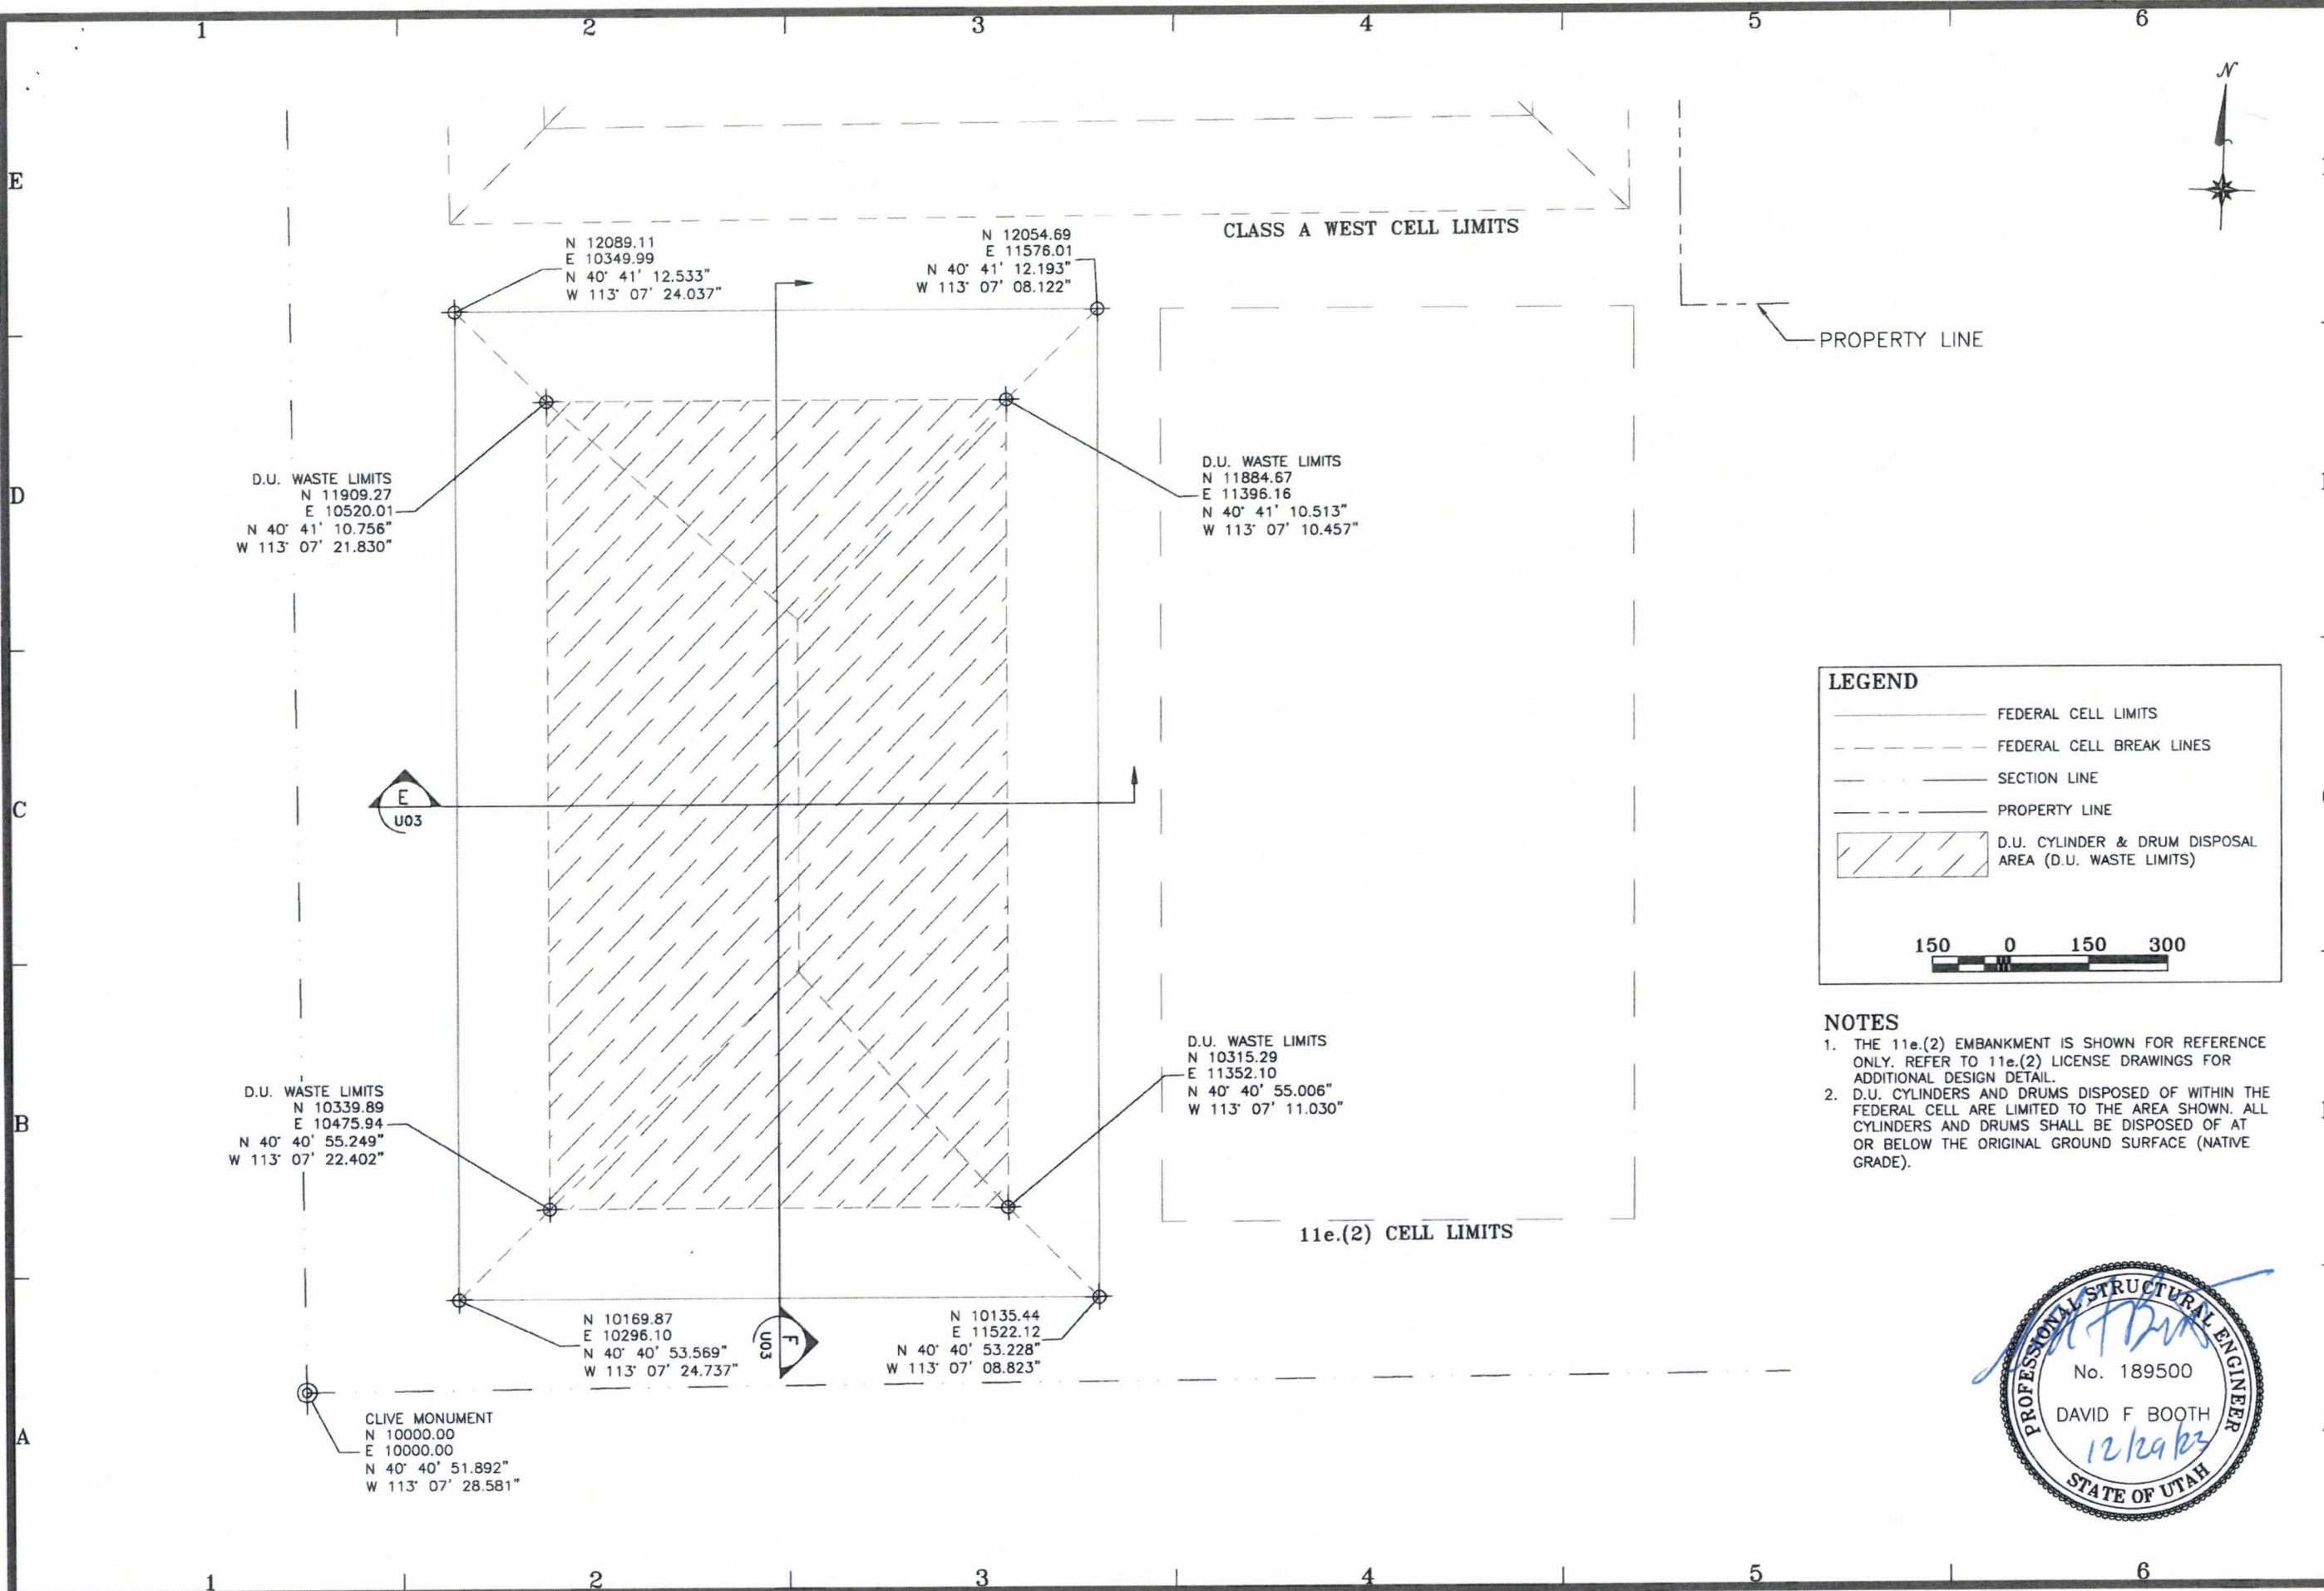 1 2 3 4 5 6
N
E
CLASS A WEST CELL LIMITS
N 12089.11
E 10349.99
N 40° 41' 12.533"
W 113° 07' 24.037"
N 12054.69
E 11576.01
N 40° 41' 12.193"
W 113° 07' 08.122"
PROPERTY LINE
D
D.U. WASTE LIMITS
N 11909.27
E 10520.01
N 40° 41' 10.756"
W 113° 07' 21.830"
D.U. WASTE LIMITS
N 11884.67
E 11396.16
N 40° 41' 10.513"
W 113° 07' 10.457"
LEGEND
FEDERAL CELL LIMITS
FEDERAL CELL BREAK LINES
SECTION LINE
PROPERTY LINE
D.U. CYLINDER & DRUM DISPOSAL
AREA (D.U. WASTE LIMITS)
150 0 150 300
C
E
U03
NOTES
1. THE 11e.(2) EMBANKMENT IS SHOWN FOR REFERENCE
ONLY. REFER TO 11e.(2) LICENSE DRAWINGS FOR
ADDITIONAL DESIGN DETAIL.
2. D.U. CYLINDERS AND DRUMS DISPOSED OF WITHIN THE
FEDERAL CELL ARE LIMITED TO THE AREA SHOWN. ALL
CYLINDERS AND DRUMS SHALL BE DISPOSED OF AT
OR BELOW THE ORIGINAL GROUND SURFACE (NATIVE
GRADE).
B
D.U. WASTE LIMITS
N 10339.89
E 10475.94
N 40° 40' 55.249"
W 113° 07' 22.402"
D.U. WASTE LIMITS
N 10315.29
E 11352.10
N 40° 40' 55.006"
W 113° 07' 11.030"
11e.(2) CELL LIMITS
N 10169.87
E 10296.10
N 40° 40' 53.569"
W 113° 07' 24.737"
F
U03
N 10135.44
E 11522.12
N 40° 40' 53.228"
W 113° 07' 08.823"
A
CLIVE MONUMENT
N 10000.00
E 10000.00
N 40° 40' 51.892"
W 113° 07' 28.581"
PROFESSIONAL STRUCTURAL ENGINEER
No. 189500
DAVID F BOOTH
12/29/23
STATE OF UTAH
1 2 3 4 5 6